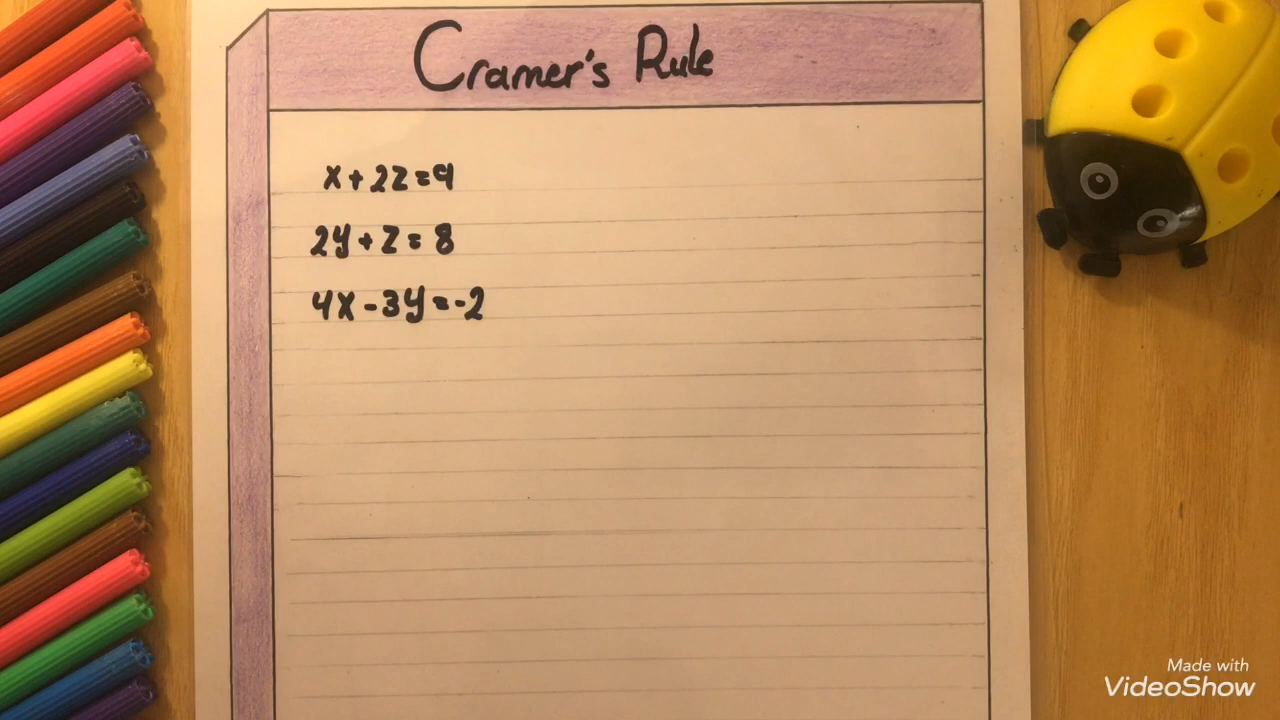 Cramer's Rule
x+2z=9
2y+z=8
4x-3y=-2
Made with
VideoShow